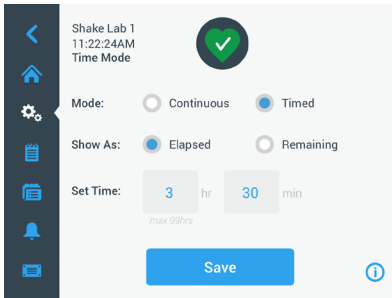 Shake Lab 1
11:22:24AM
Time Mode
Mode: Continuous Timed
Show As: Elapsed Remaining
Set Time: 3 hr 30 min
max 99hrs
Save